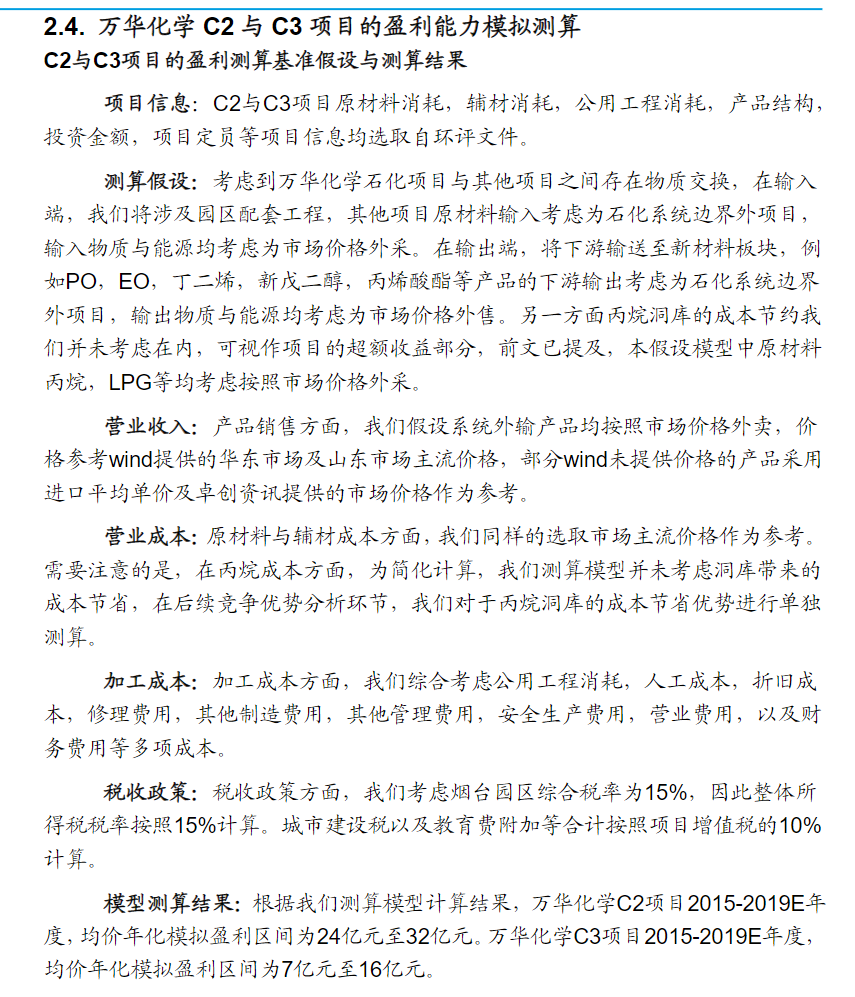 2.4. 万华化学 C2 与 C3 项目的盈利能力模拟测算
C2与C3项目的盈利测算基准假设与测算结果
项目信息：C2与C3项目原材料消耗，辅材消耗，公用工程消耗，产品结构，
投资金额，项目定员等项目信息均选取自环评文件。
测算假设：考虑到万华化学石化项目与其他项目之间存在物质交换，在输入
端，我们将涉及园区配套工程，其他项目原材料输入考虑为石化系统边界外项目，
输入物质与能源均考虑为市场价格外采。在输出端，将下游输送至新材料板块，例
如PO，EO，丁二烯，新戊二醇，丙烯酸酯等产品的下游输出考虑为石化系统边界
外项目，输出物质与能源均考虑为市场价格外售。另一方面丙烷洞库的成本节约我
们并未考虑在内，可视作项目的超额收益部分，前文已提及，本假设模型中原材料
丙烷，LPG等均考虑按照市场价格外采。
营业收入：产品销售方面，我们假设系统外输产品均按照市场价格外卖，价
格参考wind提供的华东市场及山东市场主流价格，部分wind未提供价格的产品采用
进口平均单价及卓创资讯提供的市场价格作为参考。
营业成本：原材料与辅材成本方面，我们同样的选取市场主流价格作为参考。
需要注意的是，在丙烷成本方面，为简化计算，我们测算模型并未考虑洞库带来的
成本节省，在后续竞争优势分析环节，我们对于丙烷洞库的成本节省优势进行单独
测算。
加工成本：加工成本方面，我们综合考虑公用工程消耗，人工成本，折旧成
本，修理费用，其他制造费用，其他管理费用，安全生产费用，营业费用，以及财
务费用等多项成本。
税收政策：税收政策方面，我们考虑烟台园区综合税率为15%，因此整体所
得税税率按照15%计算。城市建设税以及教育费附加等合计按照项目增值税的10%
计算。
模型测算结果：根据我们测算模型计算结果，万华化学C2项目2015-2019E年
度，均价年化模拟盈利区间为24亿元至32亿元。万华化学C3项目2015-2019E年度，
均价年化模拟盈利区间为7亿元至16亿元。